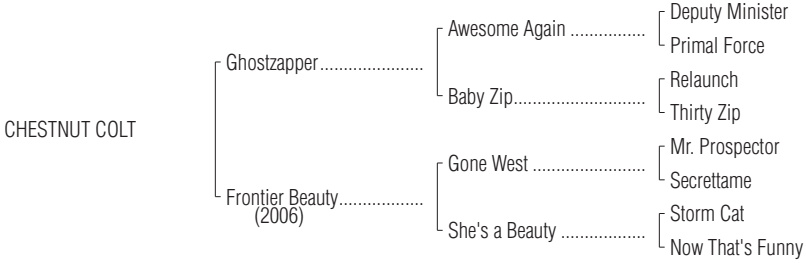 Deputy Minister
Awesome Again ................
Primal Force
Ghostzapper......................
Relaunch
Baby Zip............................
Thirty Zip
CHESTNUT COLT
Mr. Prospector
Gone West ........................
Secrettame
Frontier Beauty..................
(2006)
Storm Cat
She's a Beauty ..................
Now That's Funny